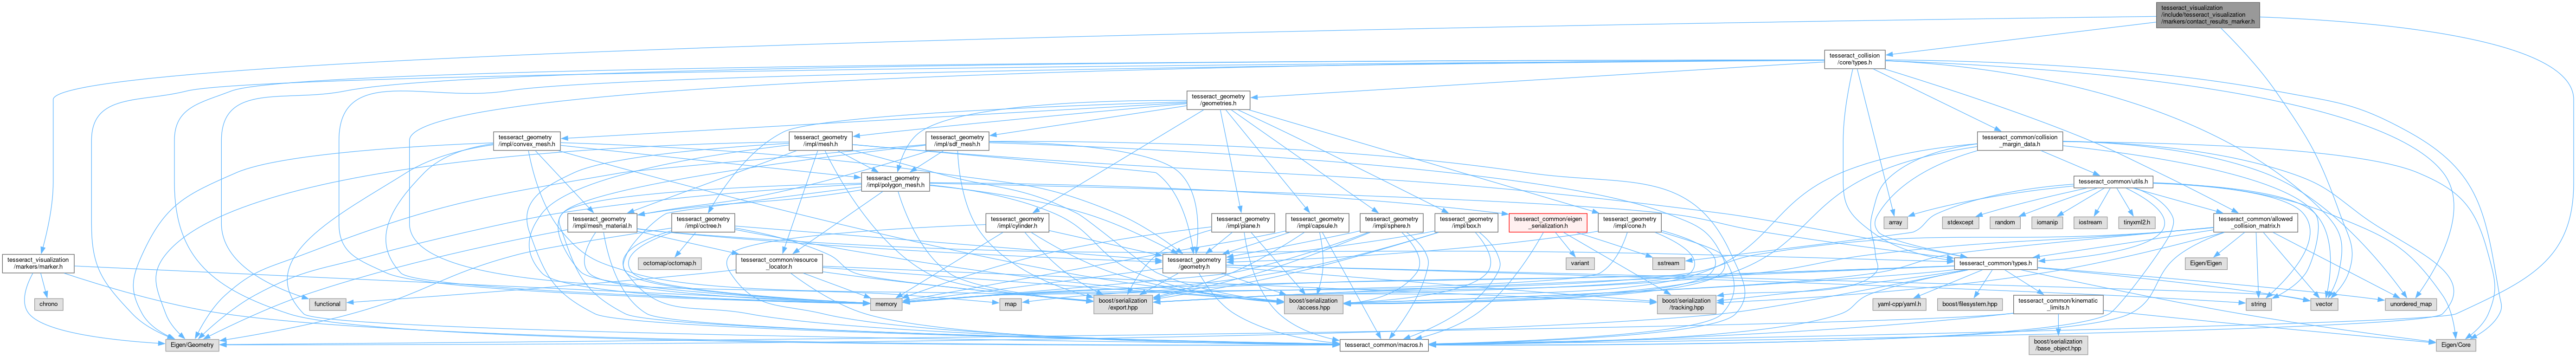 tesseract_visualization
/include/tesseract_visualization
/markers/contact_results_marker.h
tesseract_collision
/core/types.h
tesseract_geometry
/geometries.h
tesseract_geometry
/impl/convex_mesh.h
tesseract_geometry
/impl/mesh.h
tesseract_geometry
/impl/sdf_mesh.h
tesseract_common/collision
_margin_data.h
tesseract_geometry
/impl/polygon_mesh.h
tesseract_common/utils.h
tesseract_geometry
/impl/mesh_material.h
tesseract_geometry
/impl/octree.h
tesseract_geometry
/impl/cylinder.h
tesseract_geometry
/impl/plane.h
tesseract_geometry
/impl/capsule.h
tesseract_geometry
/impl/sphere.h
tesseract_geometry
/impl/box.h
tesseract_common/eigen
_serialization.h
tesseract_geometry
/impl/cone.h
array
stdexcept
random
iomanip
iostream
tinyxml2.h
tesseract_common/allowed
_collision_matrix.h
tesseract_visualization
/markers/marker.h
octomap/octomap.h
tesseract_common/resource
_locator.h
tesseract_geometry
/geometry.h
variant
sstream
tesseract_common/types.h
Eigen/Eigen
chrono
functional
memory
map
boost/serialization
/export.hpp
boost/serialization
/access.hpp
boost/serialization
/tracking.hpp
yaml-cpp/yaml.h
boost/filesystem.hpp
tesseract_common/kinematic
_limits.h
string
vector
unordered_map
Eigen/Geometry
tesseract_common/macros.h
boost/serialization
/base_object.hpp
Eigen/Core